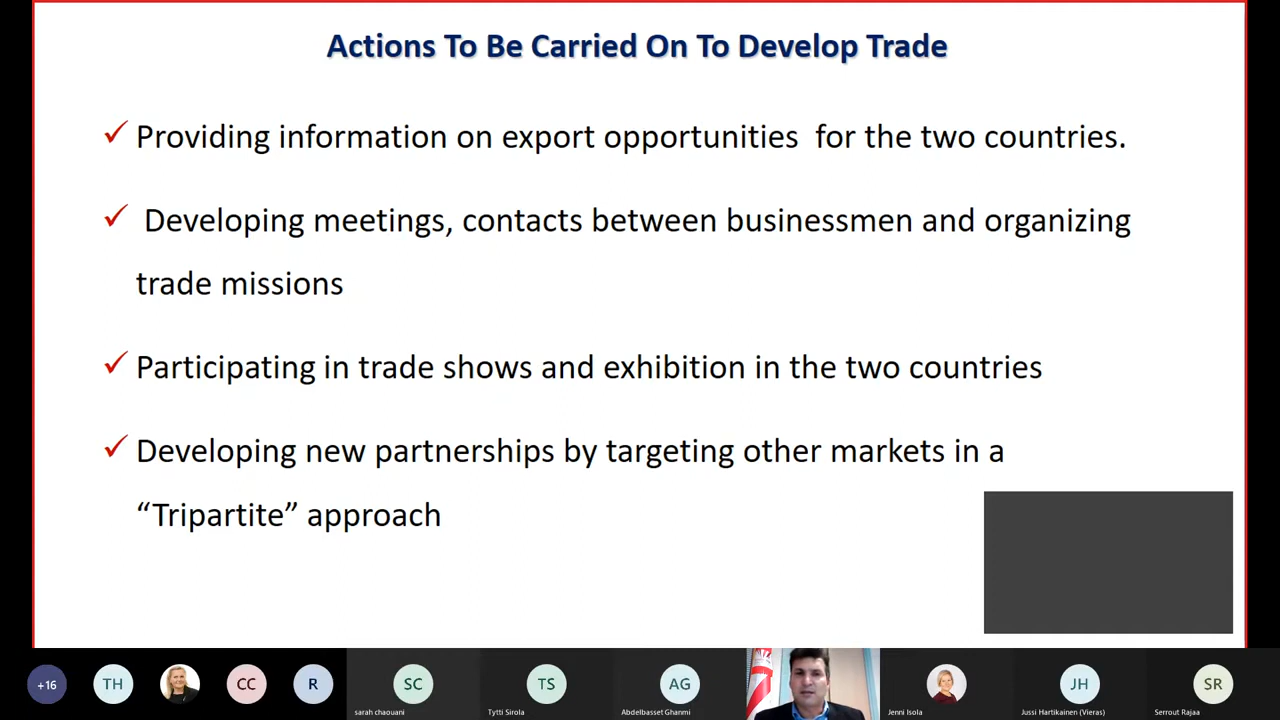 Actions To Be Carried On To Develop Trade
Providing information on export opportunities for the two countries.
Developing meetings, contacts between businessmen and organizing
trade missions
Participating in trade shows and exhibition in the two countries
Developing new partnerships by targeting other markets in a
“Tripartite” approach
+16
TH
CC
R
SC
TS
AG
JH
SR
sarah chaouani
Tytti Sirola
Abdelbasset Ghanmi
Jenni Isola
Jussi Hartikainen (Vieras)
Serrout Rajaa